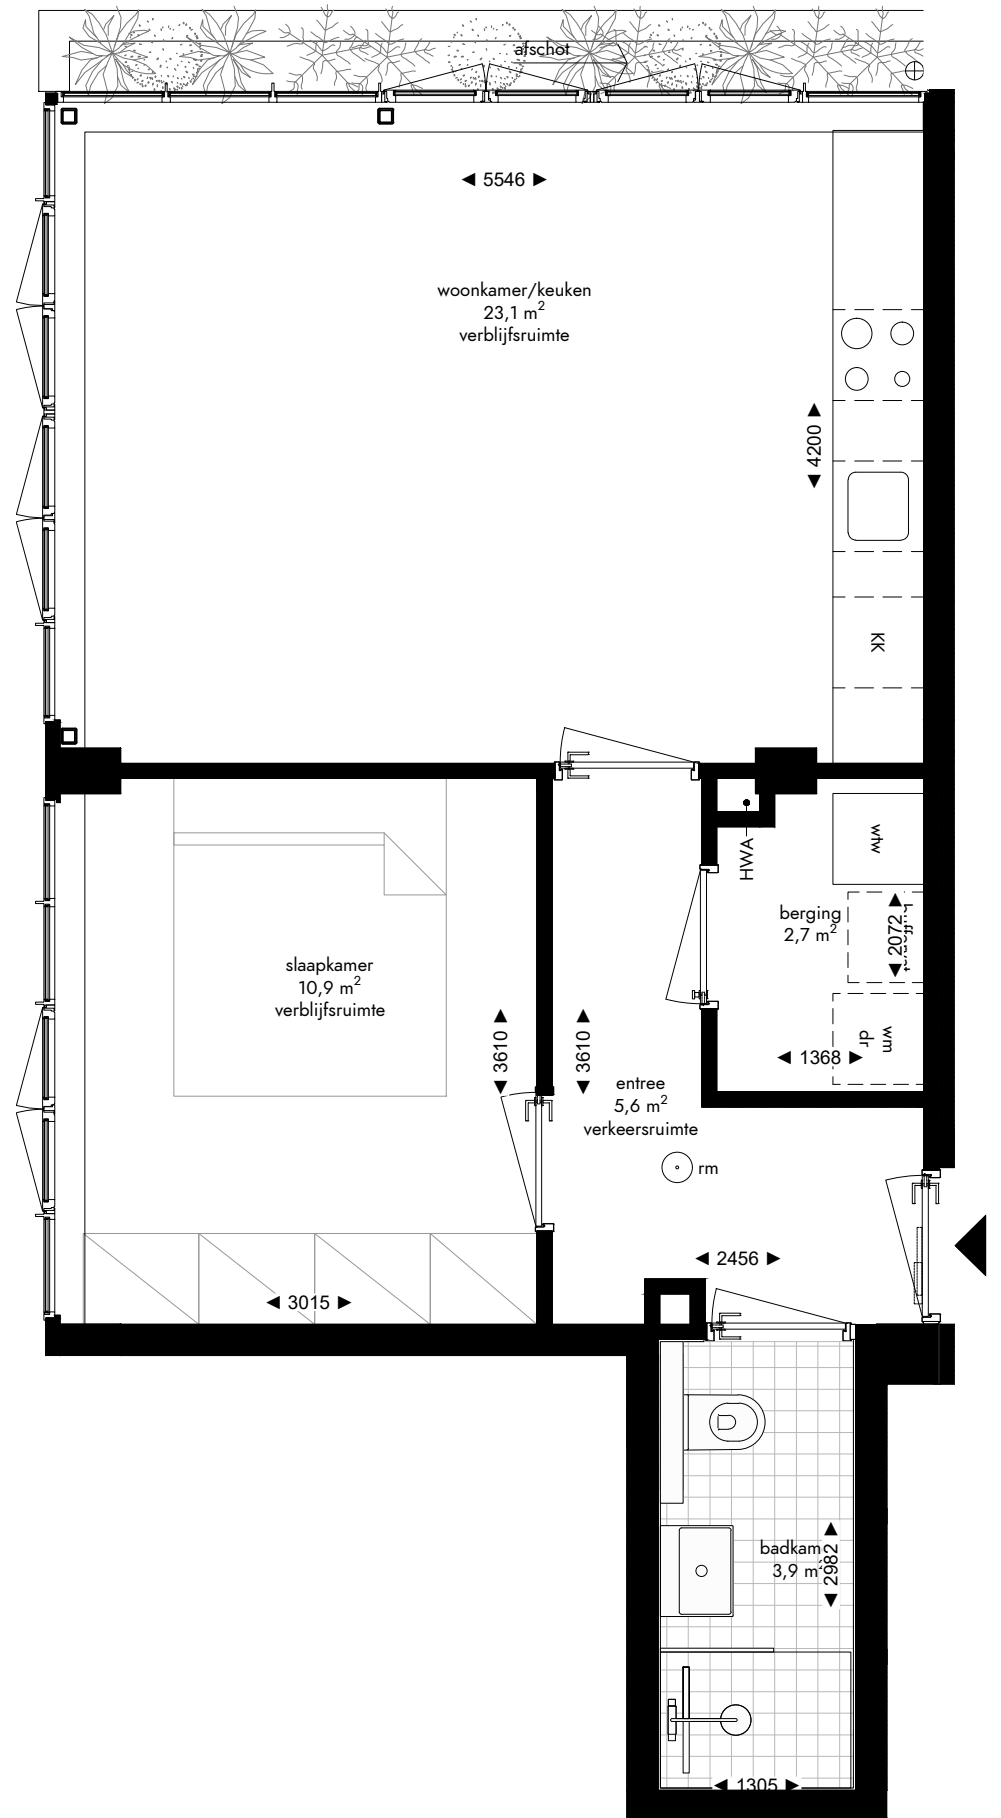 afschot
5546
woonkamer/keuken
23,1 m²
verblijfsruimte
4200
KK
HWA
wtw
berging
2,7 m²
2072
slaapkamer
10,9 m²
verblijfsruimte
3610
3610
wm
dr
1368
entree
5,6 m²
verkeersruimte
rm
2456
3015
badkam
3,9 m²
2982
1305